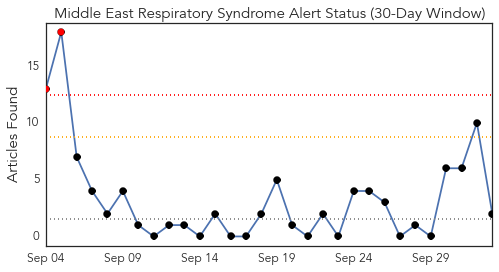 Middle East Respiratory Syndrome Alert Status (30-Day Window)
Articles Found
15
10
5
0
Sep 04 Sep 09 Sep 14 Sep 19 Sep 24 Sep 29